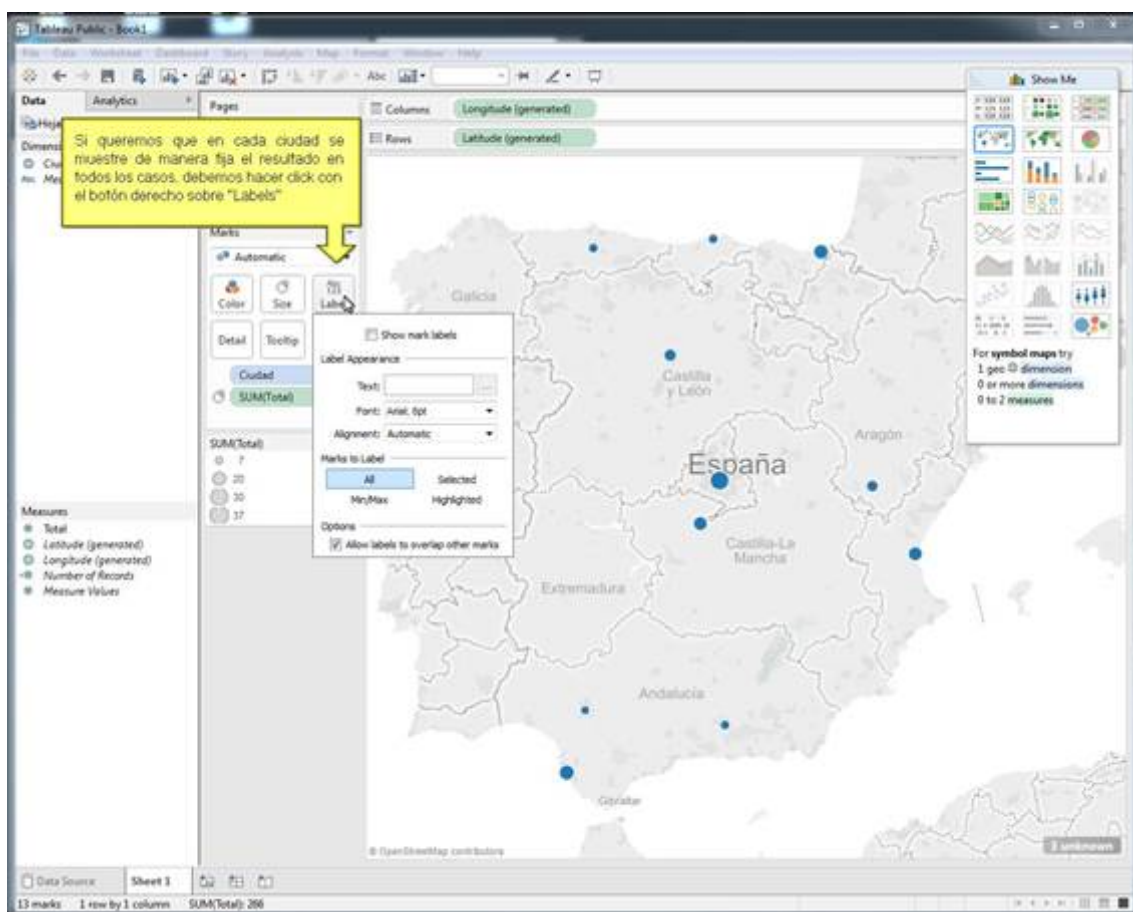 Tableau Public - Book1
File Data Worksheet Dashboard Story Analysis Map Format Window Help
Abc
Show Me
Data Analytics
Pages
Columns Longitude (generated)
Rows Latitude (generated)
Si queremos que en cada ciudad se
muestre de manera fija el resultado en
todos los casos, debemos hacer click con
el botón derecho sobre "Labels"
Marks
Automatic
Color Size Label
Detail Tooltip
Ciudad
SUM(Total)
Show mark labels
Label Appearance
Text:
Font: Arial, 8pt
Alignment: Automatic
Marks to Label
All Selected
Min/Max Highlighted
Options
Allow labels to overlap other marks
SUM(Total)
7
20
30
37
Measures
Total
Latitude (generated)
Longitude (generated)
Number of Records
Measure Values
Galicia
Castilla
y León
Aragón
España
Castilla-La
Mancha
Extremadura
Andalucía
Gibraltar
For symbol maps try
1 geo dimension
0 or more dimensions
0 to 2 measures
© OpenStreetMap contributors
3 unknown
Data Source Sheet 1
13 marks 1 row by 1 column SUM(Total): 266